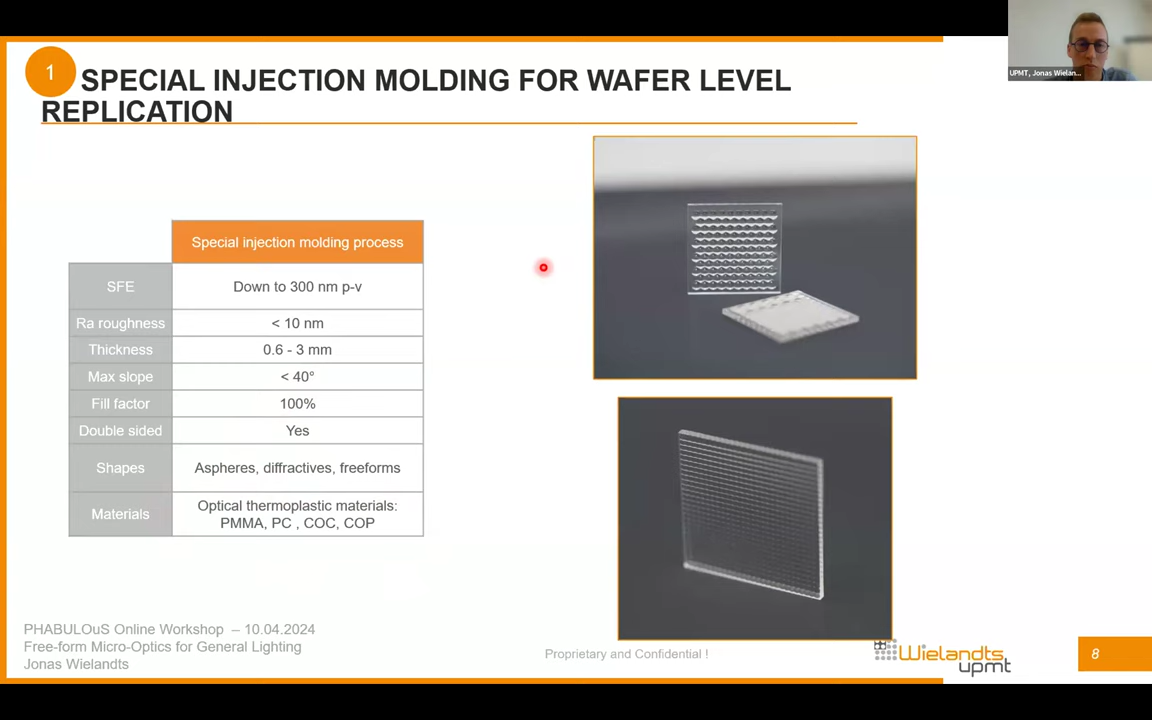 1
SPECIAL INJECTION MOLDING FOR WAFER LEVEL
REPLICATION
UPMT, Jonas Wielan...
Special injection molding process
SFE Down to 300 nm p-v
Ra roughness < 10 nm
Thickness 0.6 - 3 mm
Max slope < 40°
Fill factor 100%
Double sided Yes
Shapes Aspheres, diffractives, freeforms
Materials Optical thermoplastic materials:
PMMA, PC , COC, COP
PHABULOuS Online Workshop – 10.04.2024
Free-form Micro-Optics for General Lighting
Jonas Wielandts
Proprietary and Confidential !
Wielandts
upmt
8